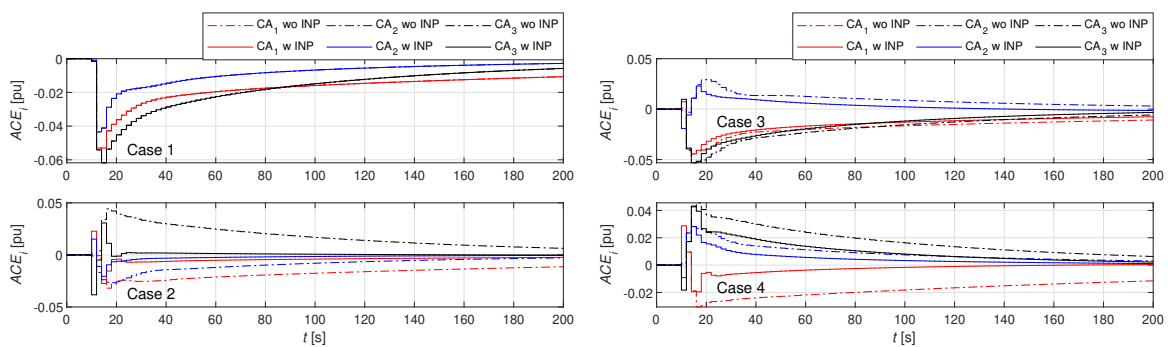 CA1 wo INP CA2 wo INP CA3 wo INP
CA1 w INP CA2 w INP CA3 w INP
0
-0.02
-0.04
-0.06
ACEi [pu]
Case 1
0 20 40 60 80 100 120 140 160 180 200
0.05
0
-0.05
ACEi [pu]
Case 2
0 20 40 60 80 100 120 140 160 180 200
t [s]
CA1 wo INP CA2 wo INP CA3 wo INP
CA1 w INP CA2 w INP CA3 w INP
0.05
0
-0.05
ACEi [pu]
Case 3
0 20 40 60 80 100 120 140 160 180 200
0.04
0.02
0
-0.02
ACEi [pu]
Case 4
0 20 40 60 80 100 120 140 160 180 200
t [s]